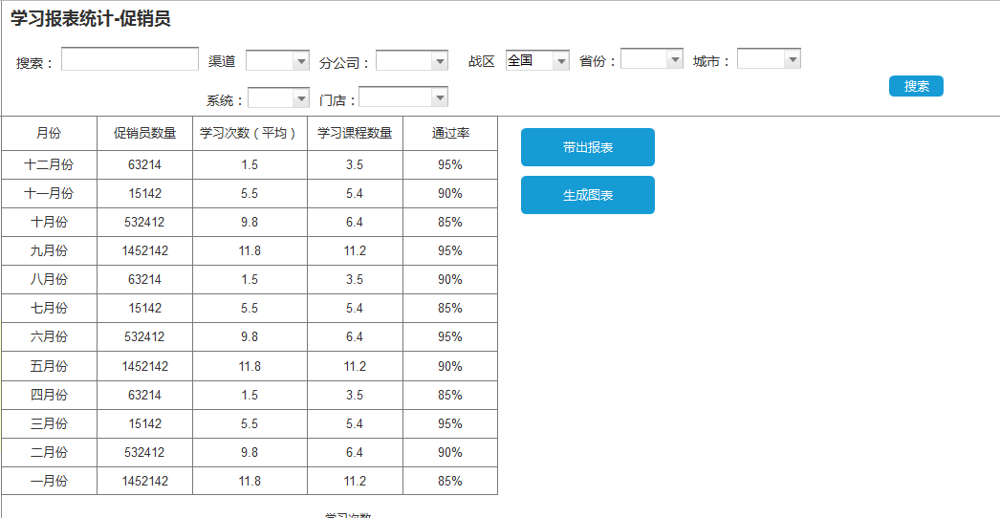 学习报表统计-促销员
搜索： 渠道 分公司： 战区 全国 省份： 城市：
搜索
系统： 门店：
月份 促销员数量 学习次数（平均） 学习课程数量 通过率
带出报表
十二月份 63214 1.5 3.5 95%
十一月份 15142 5.5 5.4 90%
生成图表
十月份 532412 9.8 6.4 85%
九月份 1452142 11.8 11.2 95%
八月份 63214 1.5 3.5 90%
七月份 15142 5.5 5.4 85%
六月份 532412 9.8 6.4 95%
五月份 1452142 11.8 11.2 90%
四月份 63214 1.5 3.5 85%
三月份 15142 5.5 5.4 95%
二月份 532412 9.8 6.4 90%
一月份 1452142 11.8 11.2 85%
学习次数